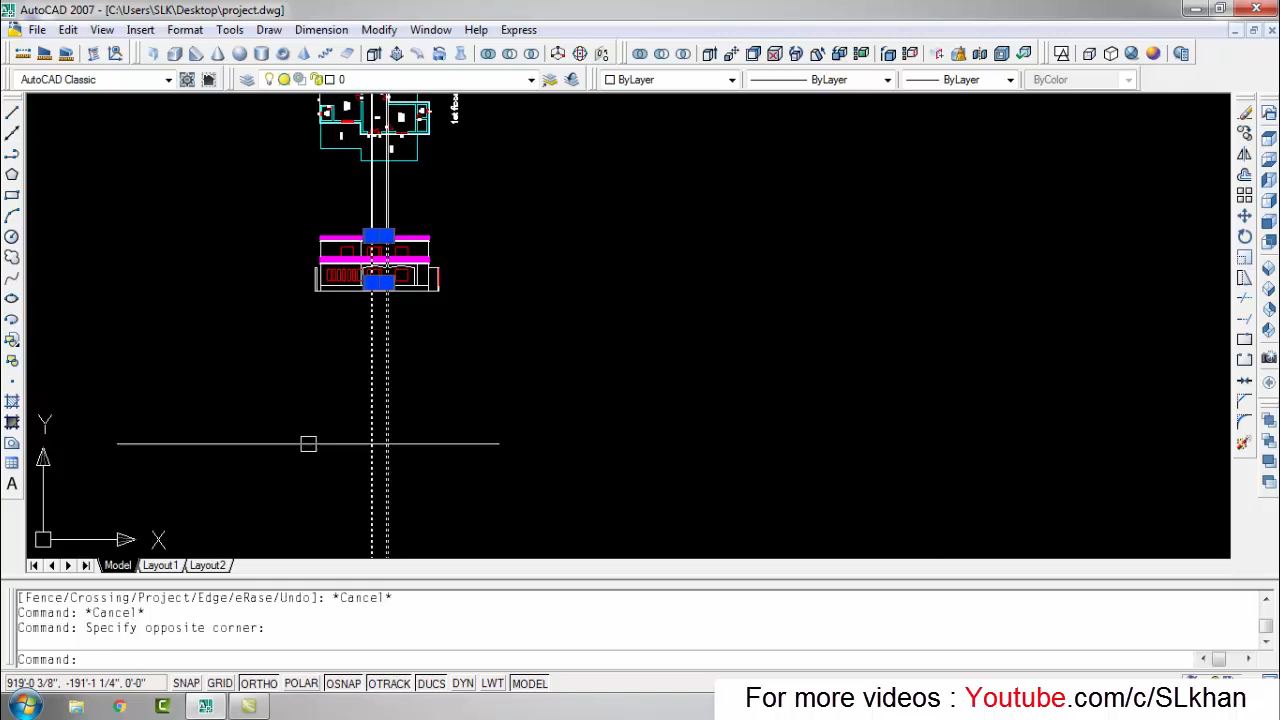 AutoCAD 2007 - [C:\Users\SLK\Desktop\project.dwg]
File Edit View Insert Format Tools Draw Dimension Modify Window Help Express
AutoCAD Classic 0 ByLayer ByLayer ByLayer ByColor
1st floor
Y
X
A
Model Layout1 Layout2
[Fence/Crossing/Project/Edge/eRase/Undo]: *Cancel*
Command: *Cancel*
Command: Specify opposite corner:
Command:
919'-0 3/8", -191'-1 1/4", 0'-0" SNAP GRID ORTHO POLAR OSNAP OTRACK DUCS DYN LWT MODEL
For more videos : Youtube.com/c/SLkhan